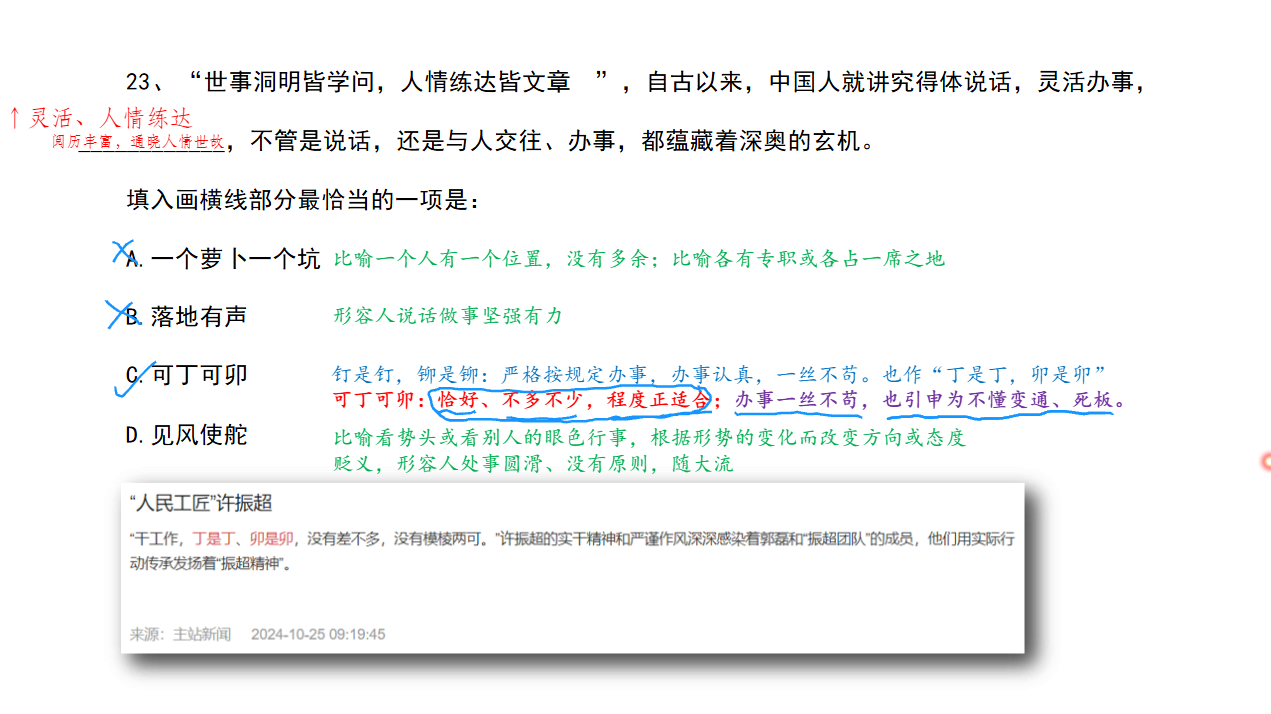 23、“世事洞明皆学问，人情练达皆文章 ”，自古以来，中国人就讲究得体说话，灵活办事，
↑灵活、人情练达
阅历丰富，通晓人情世故
________，不管是说话，还是与人交往、办事，都蕴藏着深奥的玄机。
填入画横线部分最恰当的一项是：
A.一个萝卜一个坑 比喻一个人有一个位置，没有多余；比喻各有专职或各占一席之地
B.落地有声 形容人说话做事坚强有力
C.可丁可卯 钉是钉，铆是铆：严格按规定办事，办事认真，一丝不苟。也作“丁是丁，卯是卯”
可丁可卯：恰好、不多不少，程度正适合；办事一丝不苟，也引申为不懂变通、死板。
D.见风使舵 比喻看势头或看别人的眼色行事，根据形势的变化而改变方向或态度
贬义，形容人处事圆滑、没有原则，随大流
“人民工匠”许振超
“干工作，丁是丁、卯是卯，没有差不多，没有模棱两可。”许振超的实干精神和严谨作风深深感染着郭磊和“振超团队”的成员，他们用实际行
动传承发扬着“振超精神”。
来源：主站新闻 2024-10-25 09:19:45